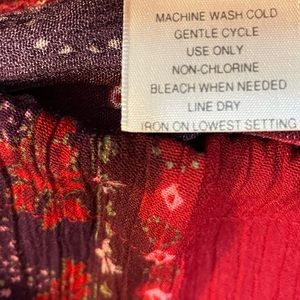 MACHINE WASH COLD
GENTLE CYCLE
USE ONLY
NON-CHLORINE
BLEACH WHEN NEEDED
LINE DRY
IRON ON LOWEST SETTING